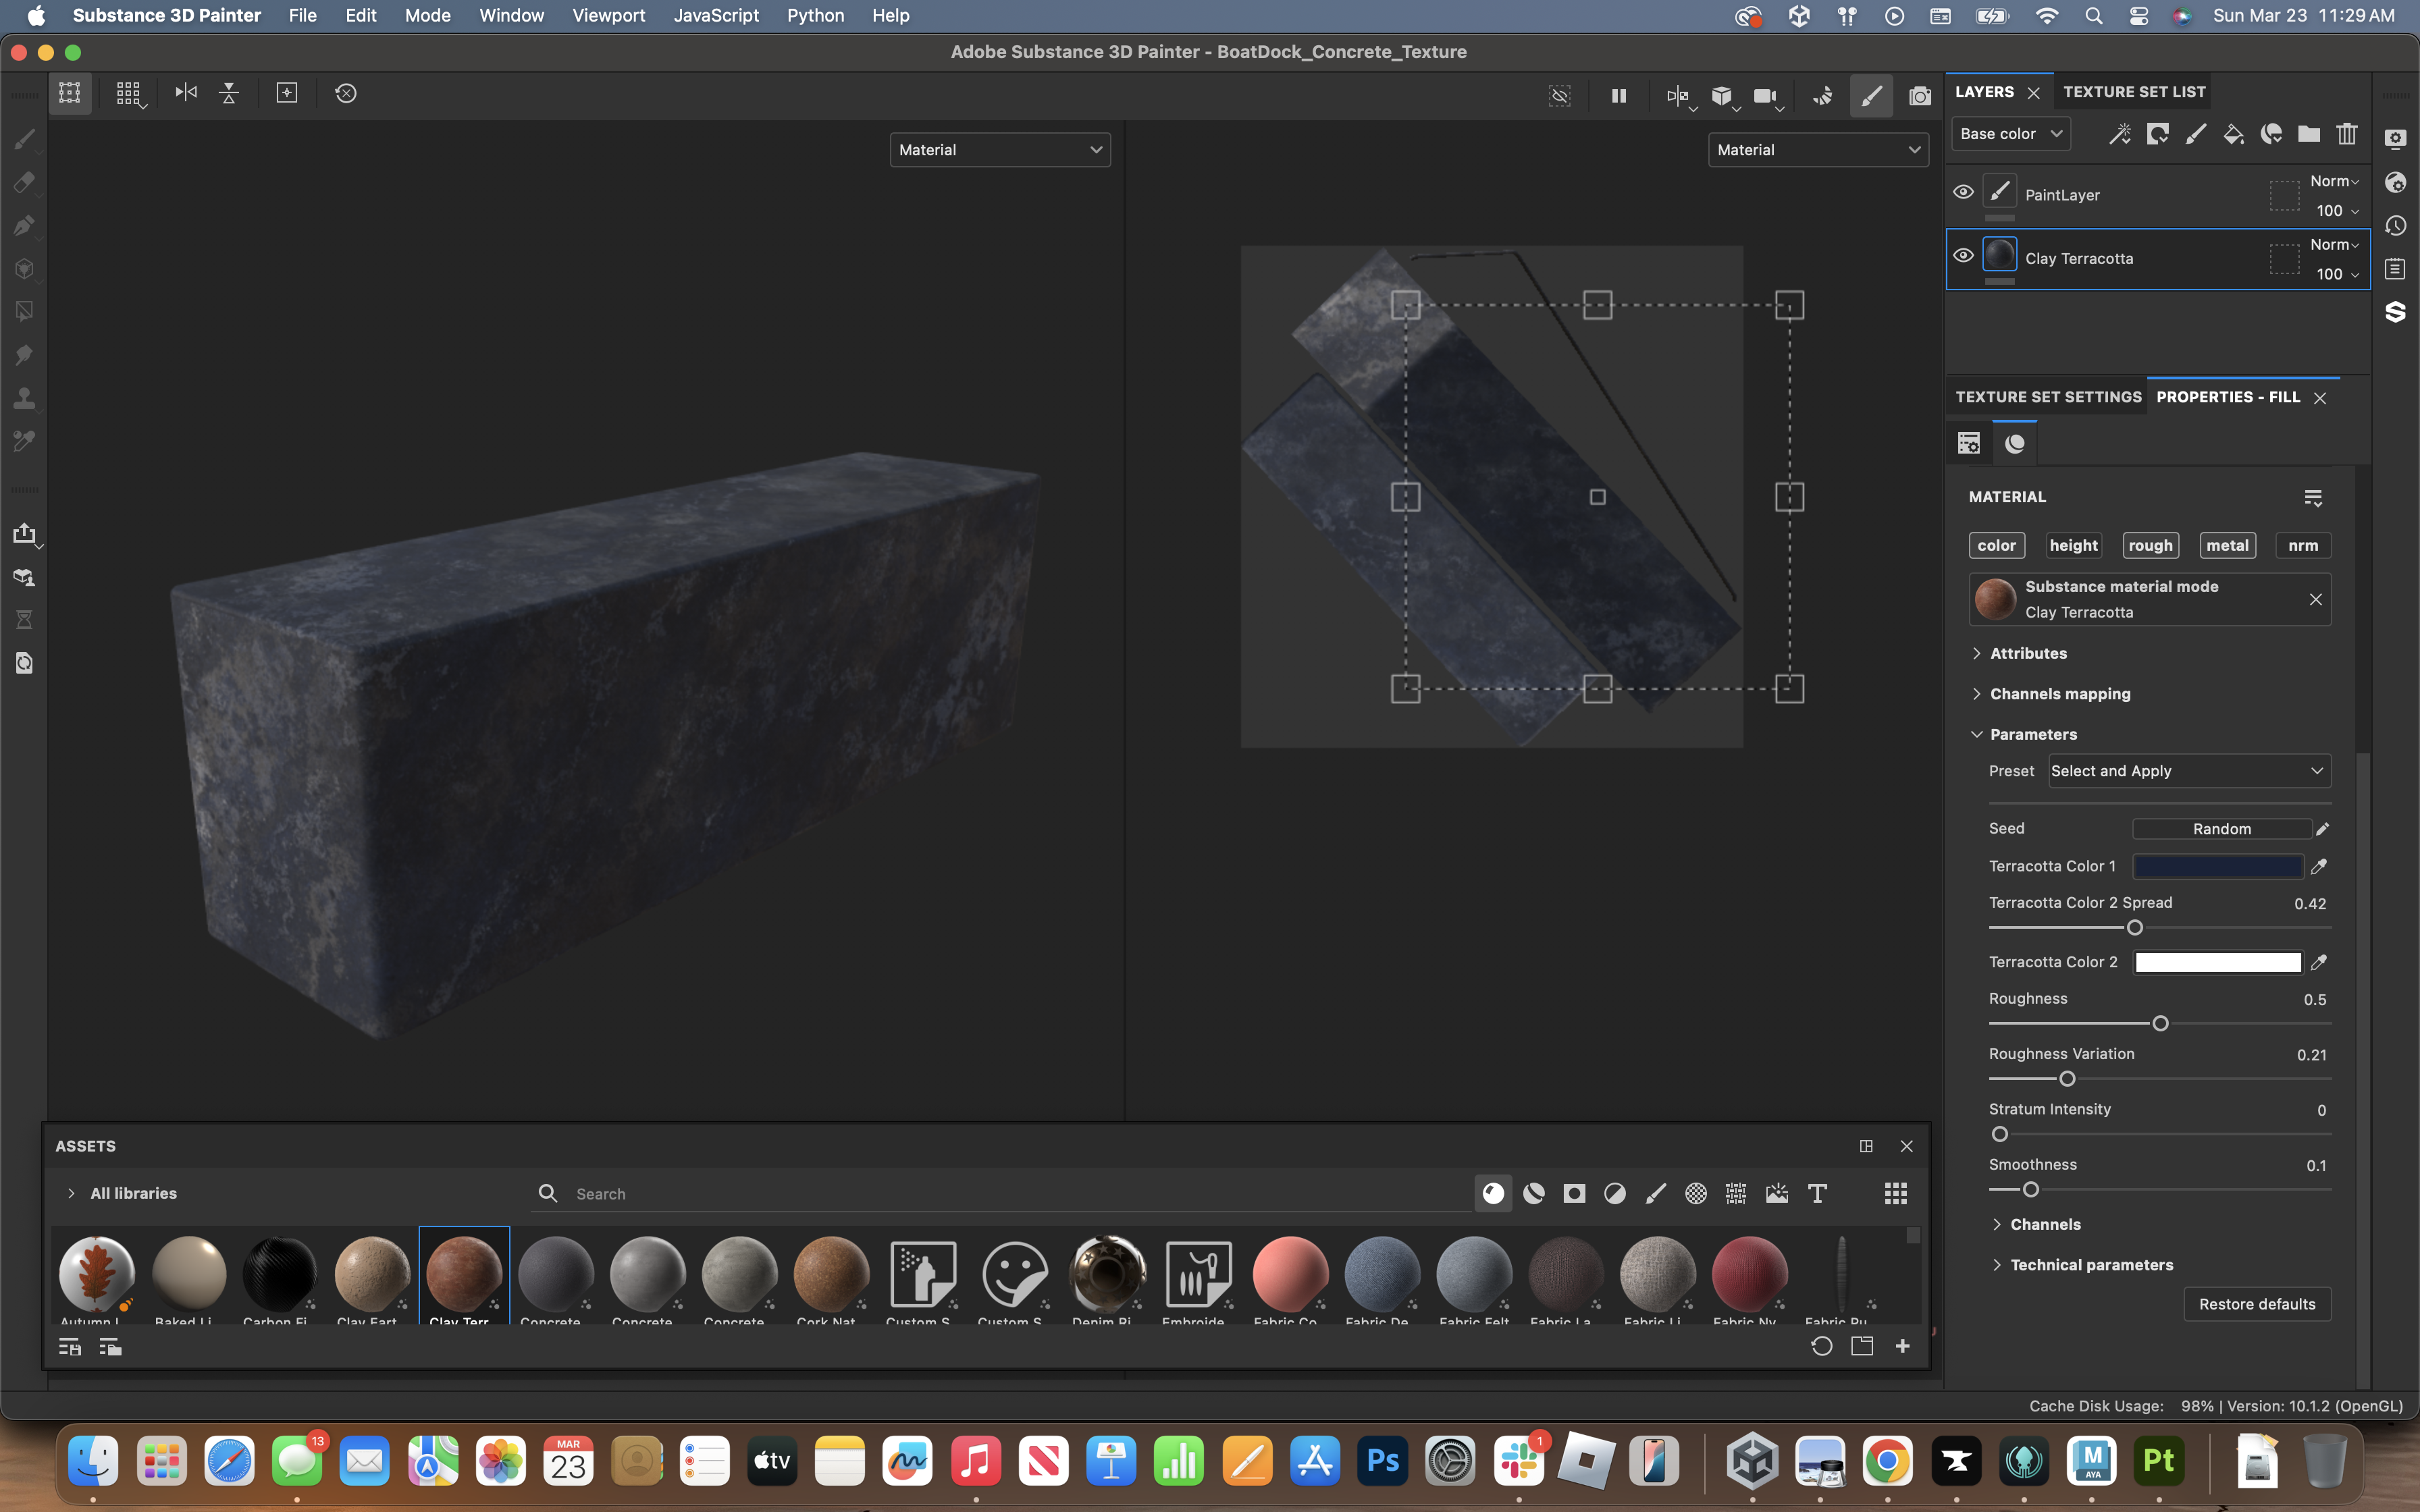 Substance 3D Painter File Edit Mode Window Viewport JavaScript Python Help Sun Mar 23 11:29 AM
Adobe Substance 3D Painter - BoatDock_Concrete_Texture
LAYERS TEXTURE SET LIST
Base color
Material
Material
PaintLayer
Norm
100
Clay Terracotta
Norm
100
TEXTURE SET SETTINGS PROPERTIES - FILL
MATERIAL
color height rough metal nrm
Substance material mode
Clay Terracotta
Attributes
Channels mapping
Parameters
Preset Select and Apply
Seed Random
Terracotta Color 1
Terracotta Color 2 Spread 0.42
Terracotta Color 2
Roughness 0.5
Roughness Variation 0.21
Stratum Intensity 0
Smoothness 0.1
Channels
Technical parameters
Restore defaults
ASSETS
All libraries
Search
Autumn L Baked Li Carbon Fi Clay Eart Clay Terr Concrete Concrete Concrete Cork Nat Custom S Custom S Denim Ri Embroide Fabric Co Fabric De Fabric Felt Fabric La Fabric Li Fabric Ny Fabric Pu
Cache Disk Usage: 98% | Version: 10.1.2 (OpenGL)
13
MAR
23
tv
Ps
1
M
AYA
Pt